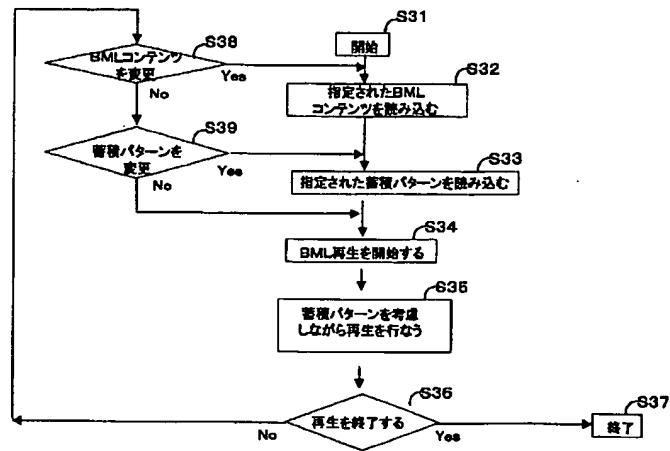 S31
開始
S38
BMLコンテンツ
を変更
Yes
No
S32
指定されたBML
コンテンツを読み込む
S39
蓄積パターンを
変更
Yes
No
S33
指定された蓄積パターンを読み込む
S34
BML再生を開始する
S35
蓄積パターンを考慮
しながら再生を行なう
S36
再生を終了する
No
Yes
S37
終了